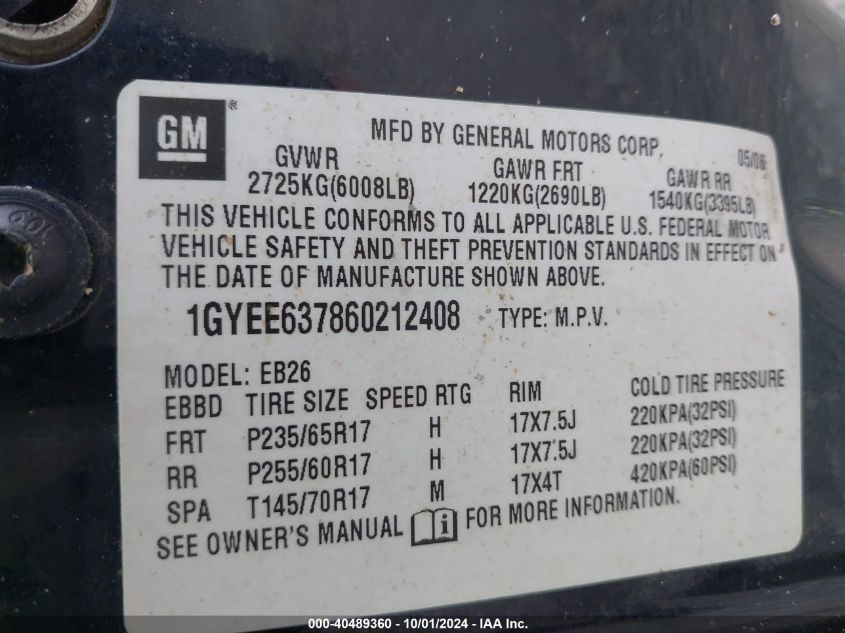 109
GM®
MFD BY GENERAL MOTORS CORP.
05/06
GVWR
GAWR FRT
GAWR RR
2725KG(6008LB)
1220KG(2690LB)
1540KG(3395LB)
THIS VEHICLE CONFORMS TO ALL APPLICABLE U.S. FEDERAL MOTOR
VEHICLE SAFETY AND THEFT PREVENTION STANDARDS IN EFFECT ON
THE DATE OF MANUFACTURE SHOWN ABOVE.
1GYEE637860212408 TYPE: M.P.V.
MODEL: EB26
EBBD TIRE SIZE SPEED RTG RIM COLD TIRE PRESSURE
FRT P235/65R17 H 17X7.5J 220KPA(32PSI)
RR P255/60R17 H 17X7.5J 220KPA(32PSI)
SPA T145/70R17 M 17X4T 420KPA(60PSI)
SEE OWNER'S MANUAL i FOR MORE INFORMATION.
000-40489360 - 10/01/2024 - IAA Inc.